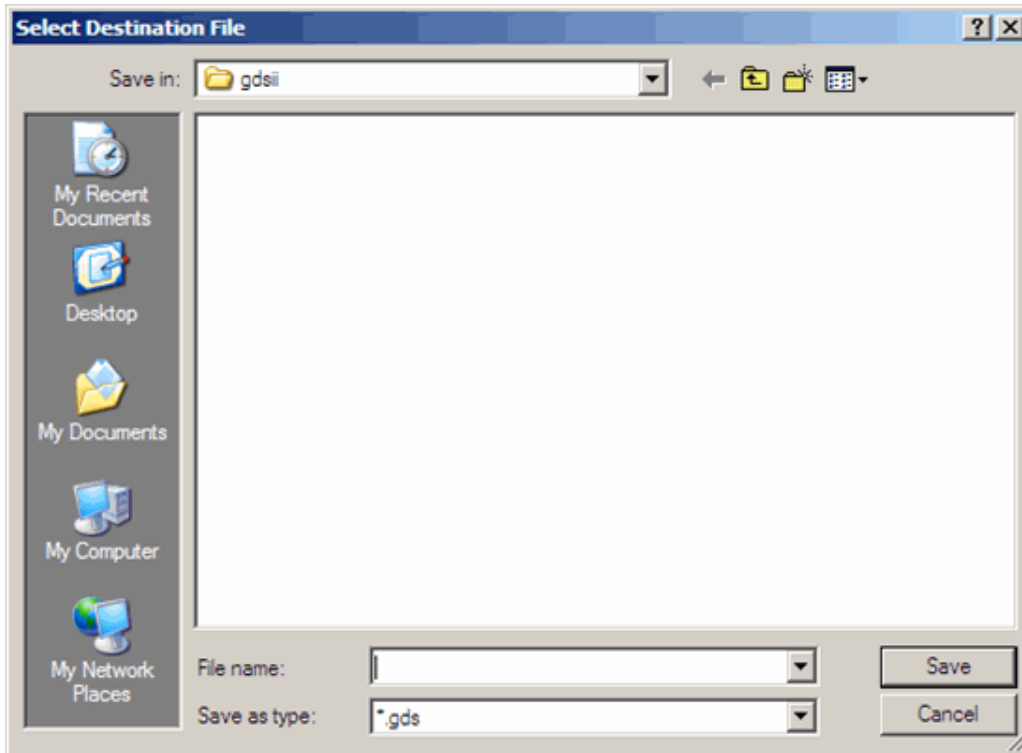 Select Destination File
Save in:
gdsii
My Recent
Documents
Desktop
My Documents
My Computer
My Network
Places
File name:
Save
Save as type:
*.gds
Cancel